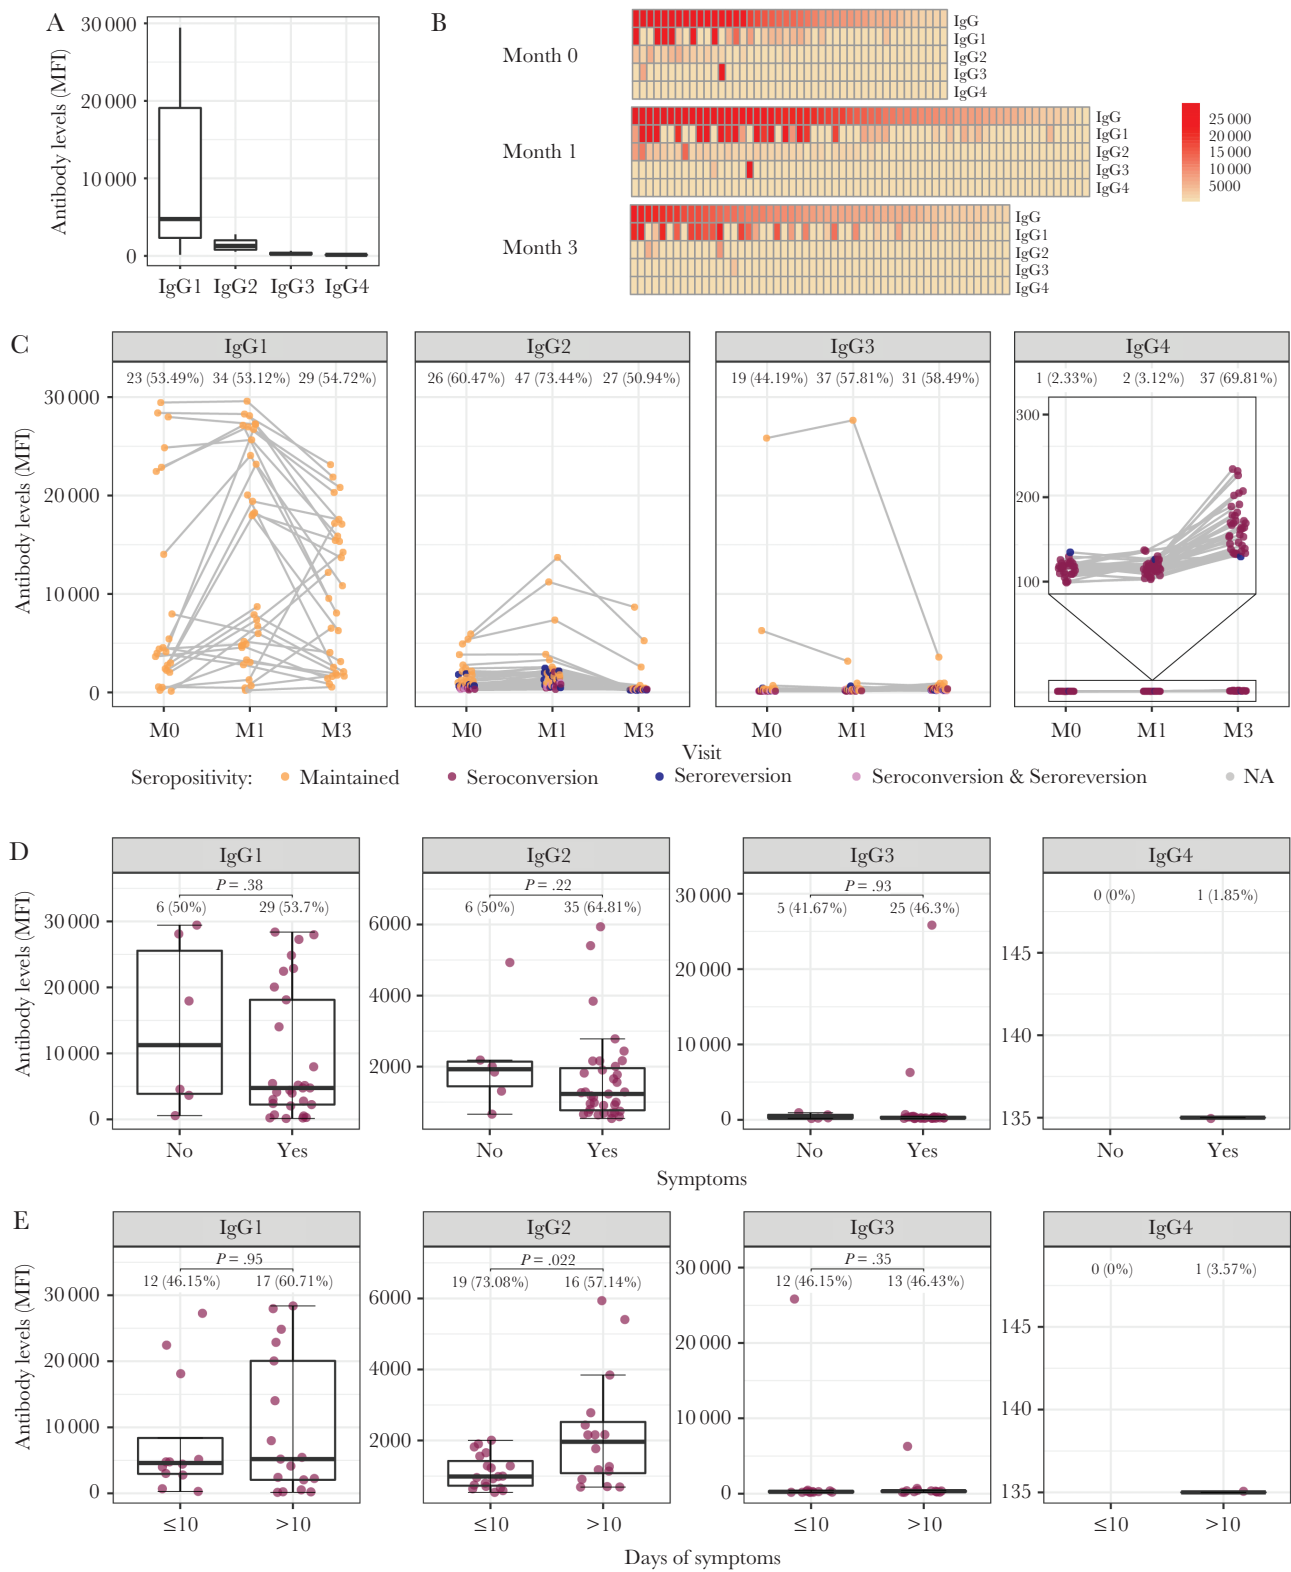 A
Antibody levels (MFI)
30 000
20 000
10 000
0
IgG1 IgG2 IgG3 IgG4
B
Month 0
IgG
IgG1
IgG2
IgG3
IgG4
Month 1
IgG
IgG1
IgG2
IgG3
IgG4
Month 3
IgG
IgG1
IgG2
IgG3
IgG4
25 000
20 000
15 000
10 000
5000
C
Antibody levels (MFI)
IgG1 IgG2 IgG3 IgG4
23 (53.49%) 34 (53.12%) 29 (54.72%) 26 (60.47%) 47 (73.44%) 27 (50.94%) 19 (44.19%) 37 (57.81%) 31 (58.49%) 1 (2.33%) 2 (3.12%) 37 (69.81%)
30 000
20 000
10 000
0
300
200
100
M0 M1 M3 M0 M1 M3 M0 M1 M3 M0 M1 M3
Visit
Seropositivity: Maintained Seroconversion Seroreversion Seroconversion & Seroreversion NA
D
Antibody levels (MFI)
IgG1
P = .38
6 (50%) 29 (53.7%)
30 000
20 000
10 000
0
No Yes
IgG2
P = .22
6 (50%) 35 (64.81%)
6000
4000
2000
No Yes
IgG3
P = .93
5 (41.67%) 25 (46.3%)
30 000
20 000
10 000
0
No Yes
IgG4
0 (0%) 1 (1.85%)
145
140
135
No Yes
Symptoms
E
Antibody levels (MFI)
IgG1
P = .95
12 (46.15%) 17 (60.71%)
30 000
20 000
10 000
0
≤10 >10
IgG2
P = .022
19 (73.08%) 16 (57.14%)
6000
4000
2000
≤10 >10
IgG3
P = .35
12 (46.15%) 13 (46.43%)
30 000
20 000
10 000
0
≤10 >10
IgG4
0 (0%) 1 (3.57%)
145
140
135
≤10 >10
Days of symptoms